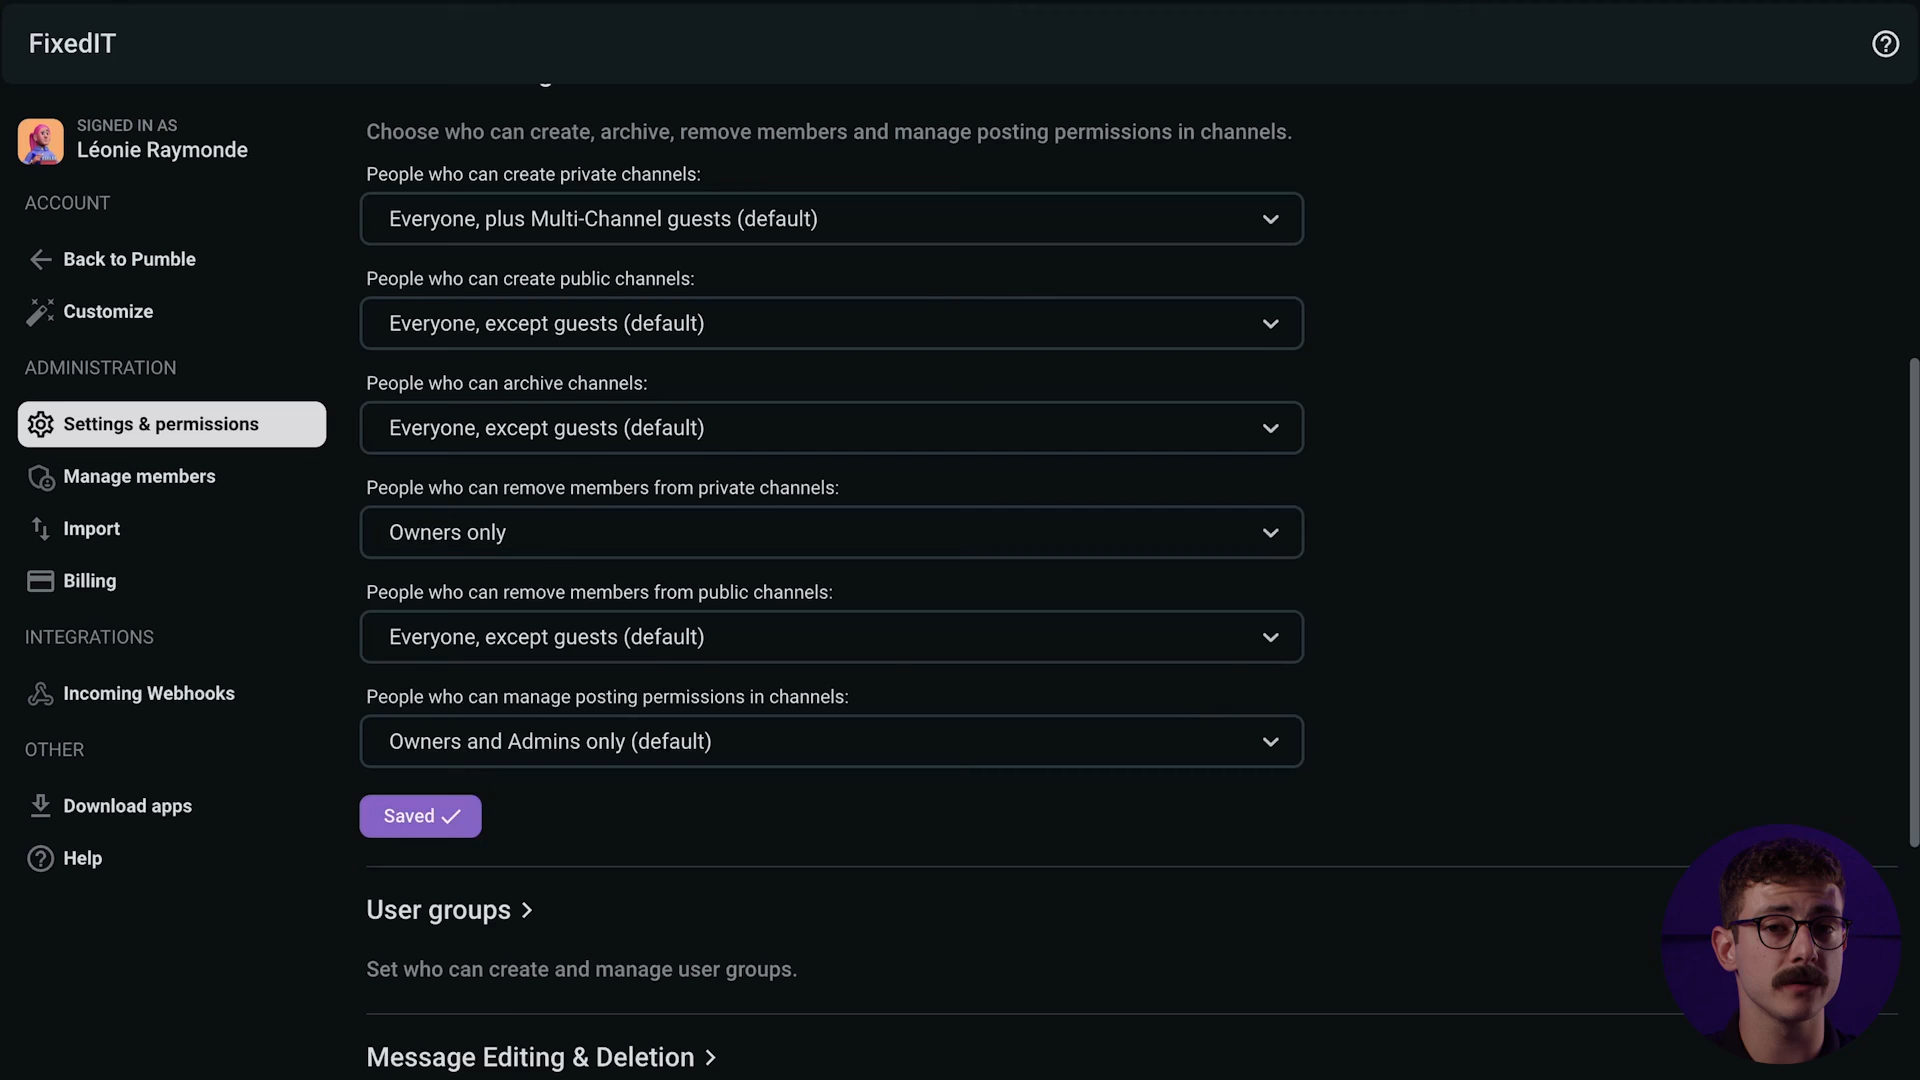 FixedIT
SIGNED IN AS
Léonie Raymonde
ACCOUNT
Back to Pumble
Customize
ADMINISTRATION
Settings & permissions
Manage members
Import
Billing
INTEGRATIONS
Incoming Webhooks
OTHER
Download apps
Help
Choose who can create, archive, remove members and manage posting permissions in channels.
People who can create private channels:
Everyone, plus Multi-Channel guests (default)
People who can create public channels:
Everyone, except guests (default)
People who can archive channels:
Everyone, except guests (default)
People who can remove members from private channels:
Owners only
People who can remove members from public channels:
Everyone, except guests (default)
People who can manage posting permissions in channels:
Owners and Admins only (default)
Saved
User groups
Set who can create and manage user groups.
Message Editing & Deletion